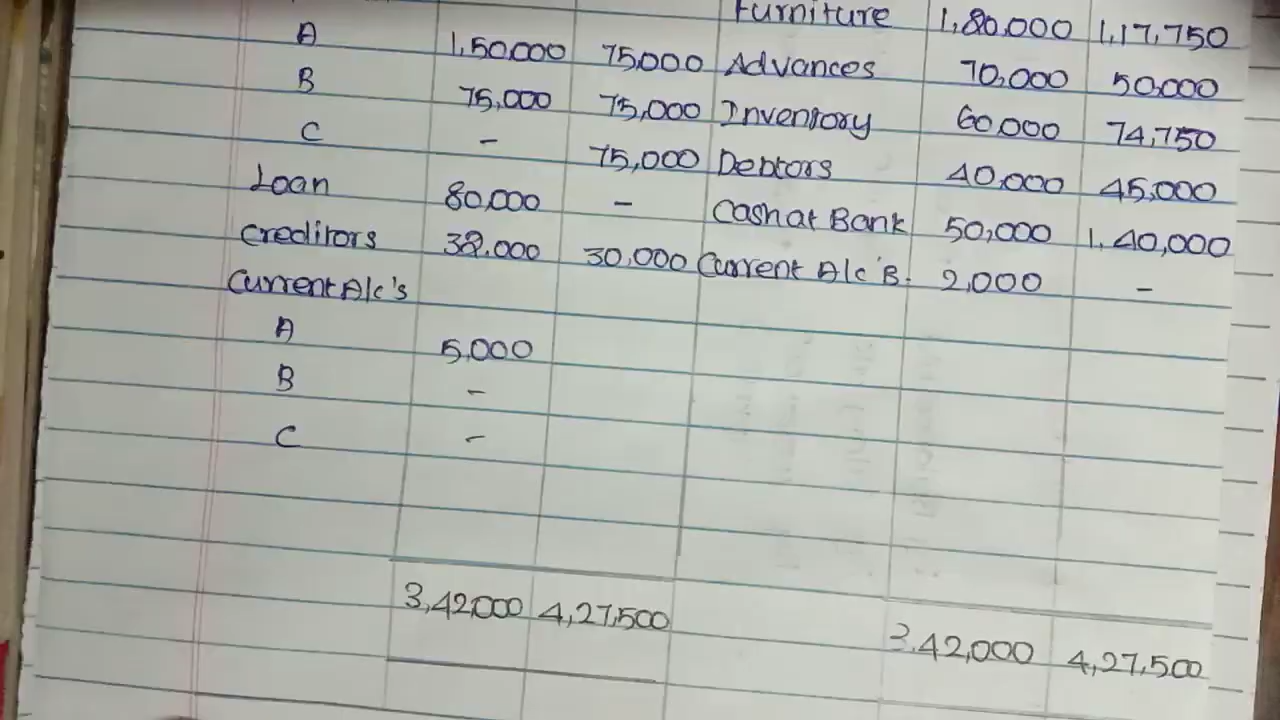 Furniture 1,80,000 1,17,750
A 1,50,000 75,000 Advances 70,000 50,000
B 75,000 75,000 Inventory 60,000 74,750
C - 75,000 Debtors 40,000 45,000
Loan 80,000 - Cash at Bank 50,000 1,40,000
Creditors 32,000 30,000 Current A/c B. 2,000 -
Current A/c's
A 5,000
B -
C -
3,42,000 4,27,500 3,42,000 4,27,500